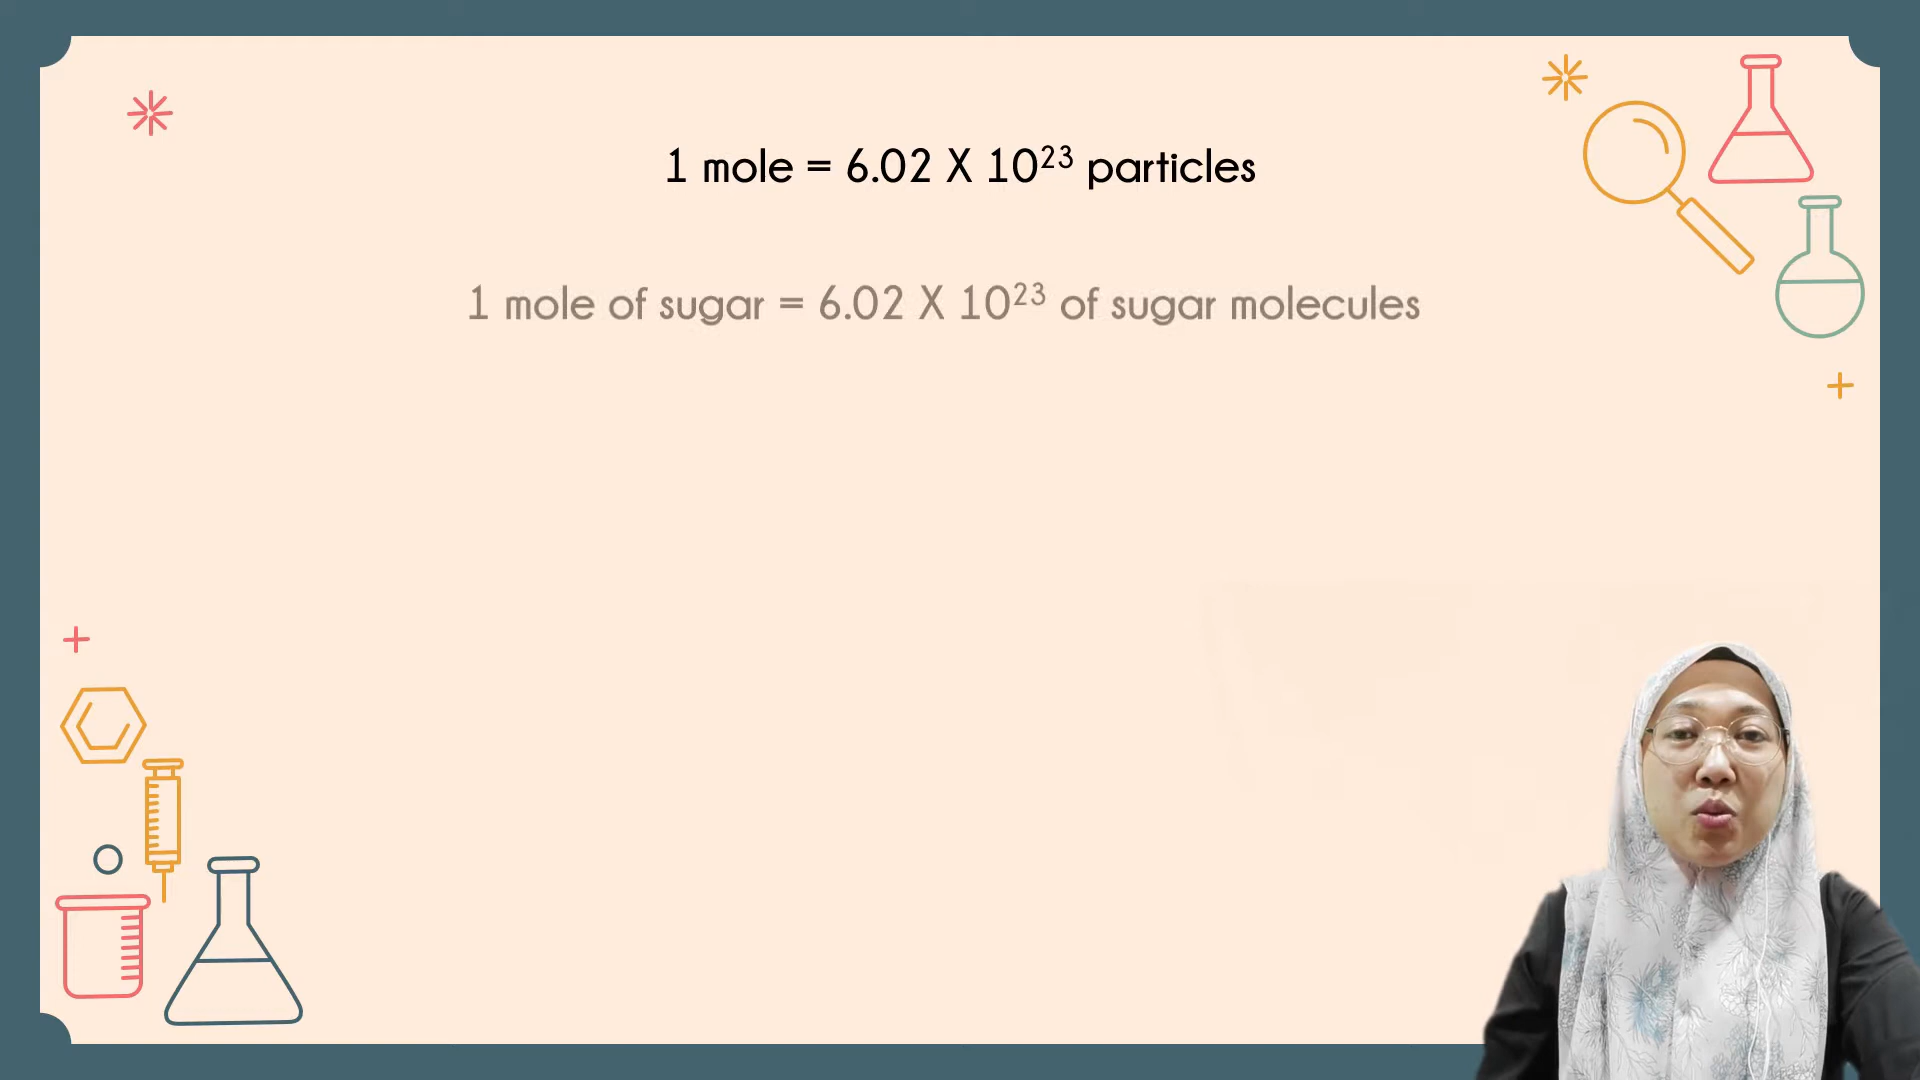 1 mole = 6.02 X 10²³ particles
1 mole of sugar = 6.02 X 10²³ of sugar molecules